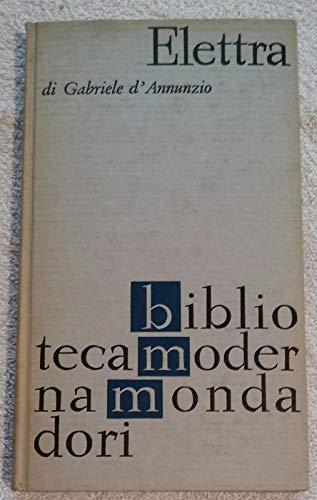 Elettra
di Gabriele d'Annunzio
biblio
tecamoder
namonda
dori